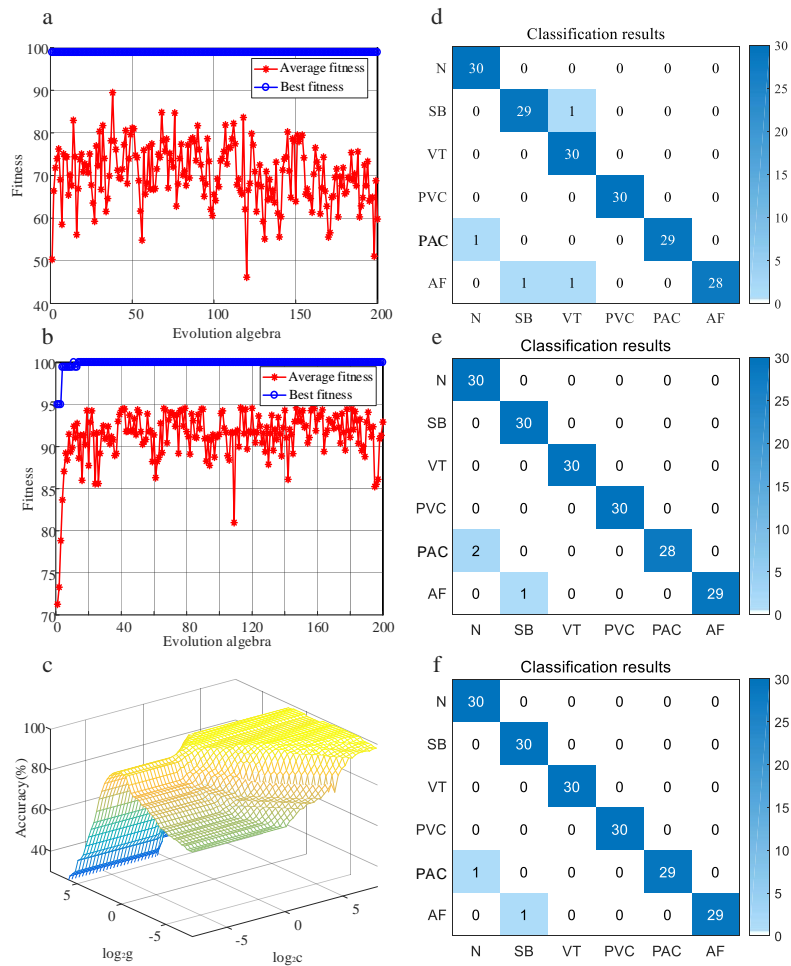 a
100
90
80
70
60
50
40
0
50
100
150
200
Fitness
Evolution algebra
Average fitness
Best fitness
b
100
95
90
85
80
75
70
0
40
80
120
160
200
Fitness
Evolution algebra
Average fitness
Best fitness
c
100
80
60
40
Accuracy(%)
5
0
-5
log₂g
-5
0
5
log₂c
d
Classification results
N 30 0 0 0 0 0
SB 0 29 1 0 0 0
VT 0 0 30 0 0 0
PVC 0 0 0 30 0 0
PAC 1 0 0 0 29 0
AF 0 1 1 0 0 28
N SB VT PVC PAC AF
30
25
20
15
10
5
0
e
Classification results
N 30 0 0 0 0 0
SB 0 30 0 0 0 0
VT 0 0 30 0 0 0
PVC 0 0 0 30 0 0
PAC 2 0 0 0 28 0
AF 0 1 0 0 0 29
N SB VT PVC PAC AF
30
25
20
15
10
5
0
f
Classification results
N 30 0 0 0 0 0
SB 0 30 0 0 0 0
VT 0 0 30 0 0 0
PVC 0 0 0 30 0 0
PAC 1 0 0 0 29 0
AF 0 1 0 0 0 29
N SB VT PVC PAC AF
30
25
20
15
10
5
0